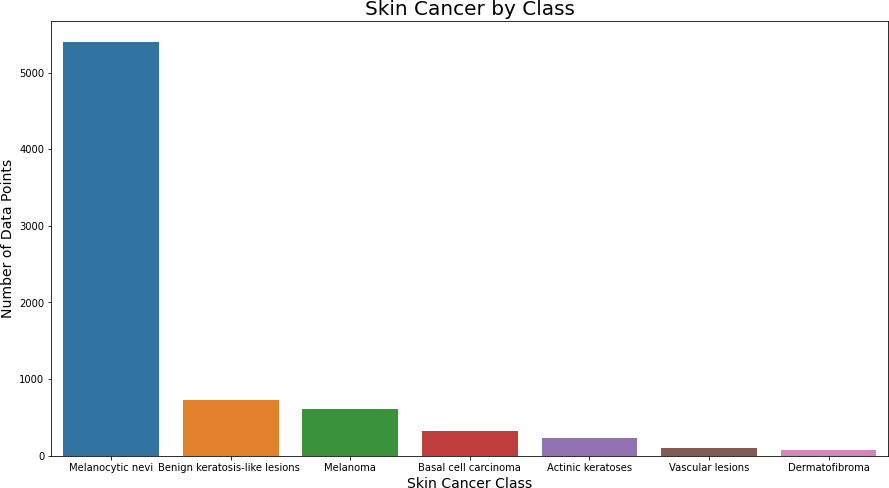 Skin Cancer by Class
Number of Data Points
5000
4000
3000
2000
1000
0
Melanocytic nevi Benign keratosis-like lesions Melanoma Basal cell carcinoma Actinic keratoses Vascular lesions Dermatofibroma
Skin Cancer Class